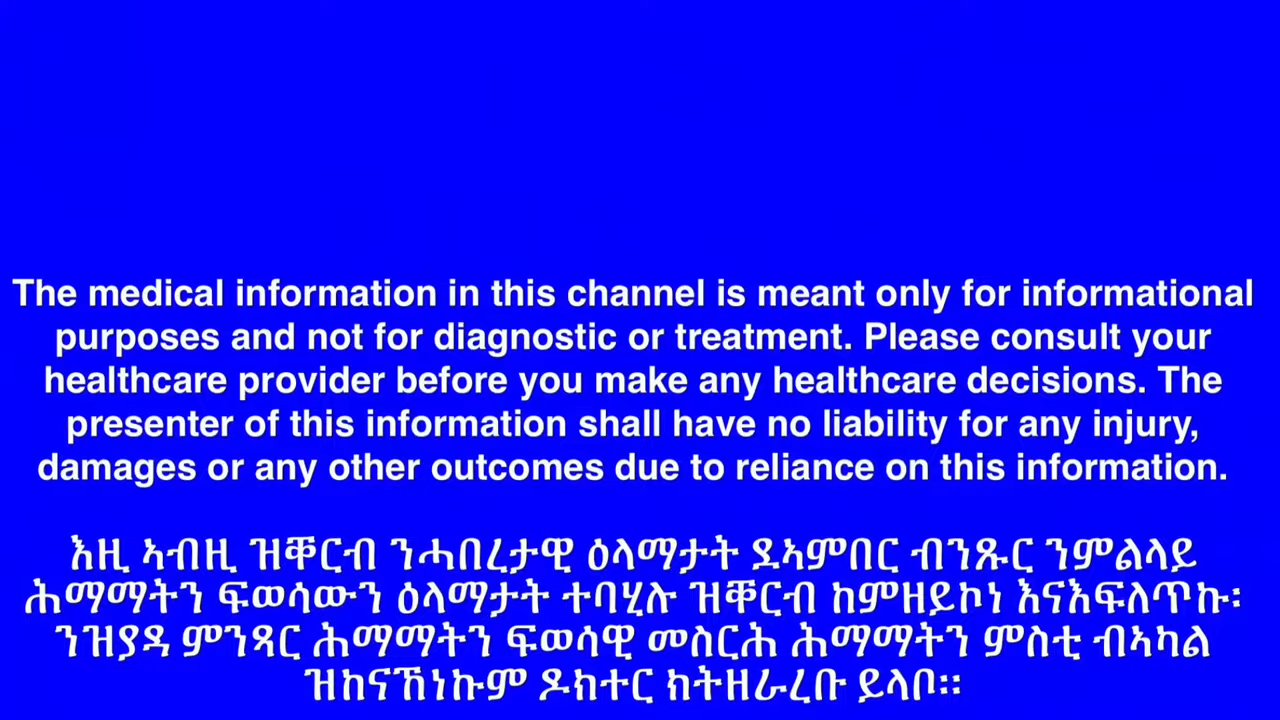 The medical information in this channel is meant only for informational
purposes and not for diagnostic or treatment. Please consult your
healthcare provider before you make any healthcare decisions. The
presenter of this information shall have no liability for any injury,
damages or any other outcomes due to reliance on this information.
እዚ ኣብዚ ዝቐርብ ንሓበረታዊ ዕላማታት ደኣምበር ብንጹር ንምልላይ
ሕማማትን ፍወሳውን ዕላማታት ተባሂሉ ዝቐርብ ከምዘይኮነ እናእፍለጥኩ፡
ንዝያዳ ምንጻር ሕማማትን ፍወሳዊ መስርሕ ሕማማትን ምስቲ ብኣካል
ዝከናኸነኩም ዶክተር ክትዘራረቡ ይላቦ።